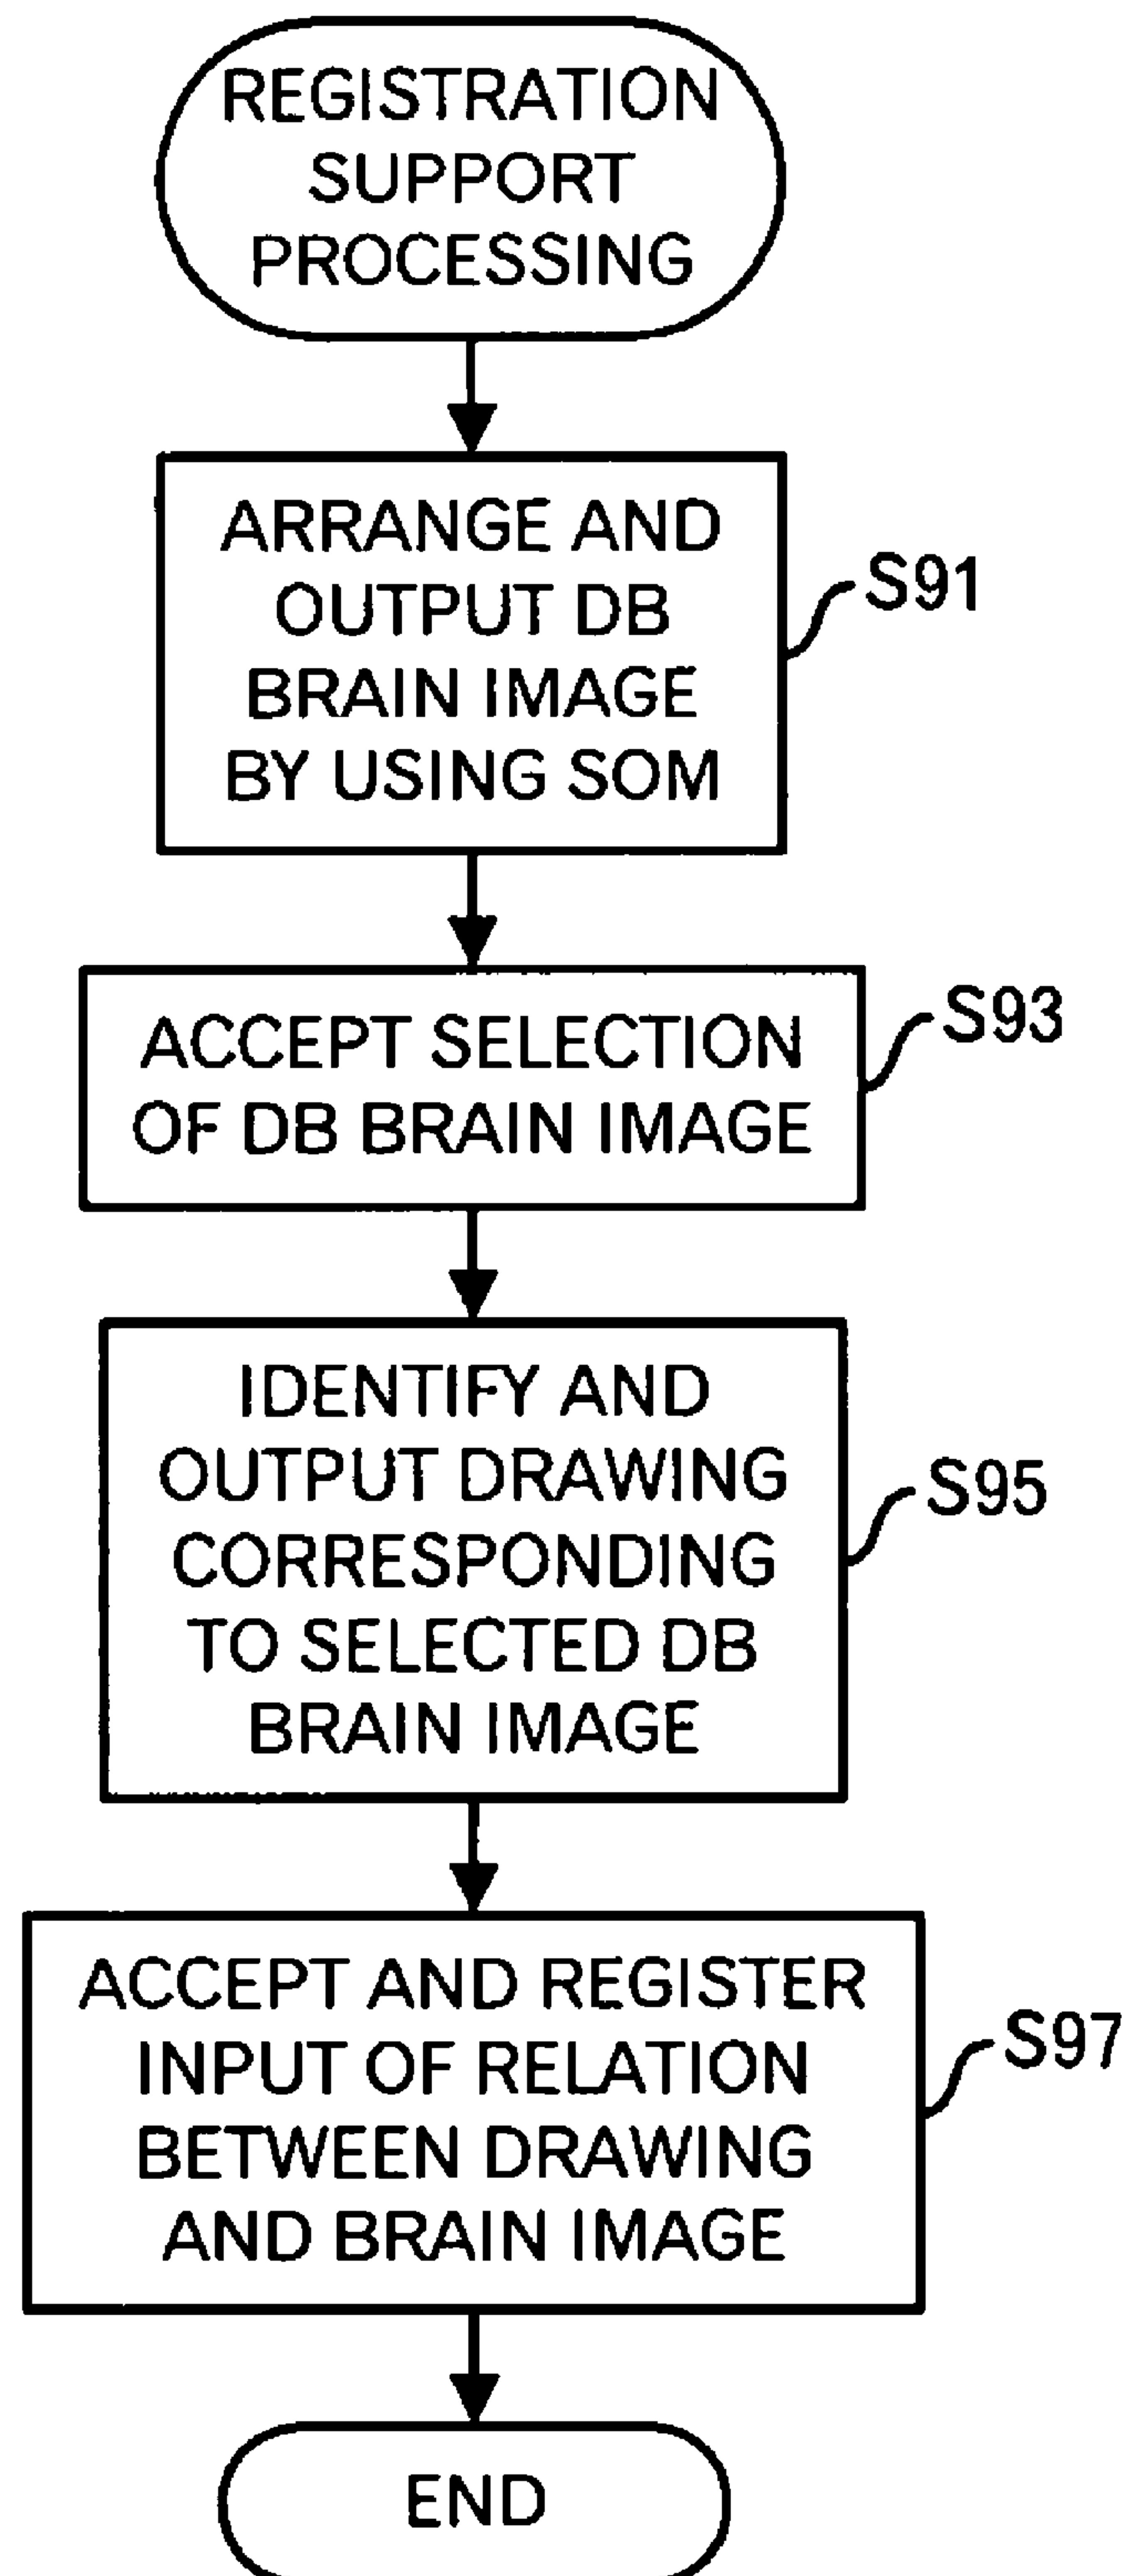 REGISTRATION
SUPPORT
PROCESSING
ARRANGE AND
OUTPUT DB
BRAIN IMAGE
BY USING SOM
S91
ACCEPT SELECTION
OF DB BRAIN IMAGE
S93
IDENTIFY AND
OUTPUT DRAWING
CORRESPONDING
TO SELECTED DB
BRAIN IMAGE
S95
ACCEPT AND REGISTER
INPUT OF RELATION
BETWEEN DRAWING
AND BRAIN IMAGE
S97
END